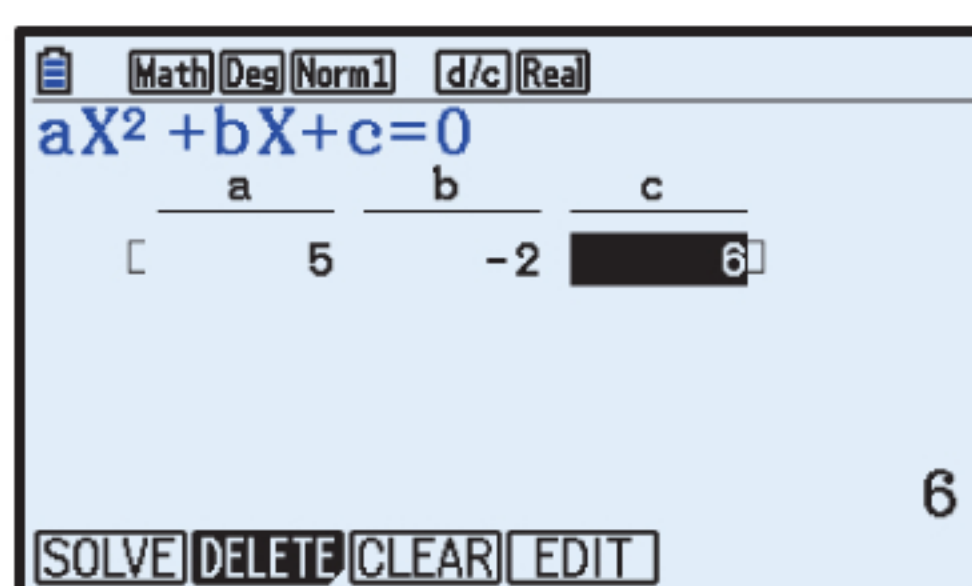 Math Deg Norm1 d/c Real
aX² +bX+c=0
a b c
[ 5 -2 6]
6
SOLVE DELETE CLEAR EDIT